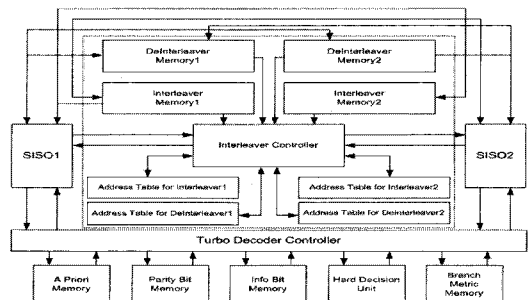 DeInterleaver Memory1
DeInterleaver Memory2
Interleaver Memory1
Interleaver Memory2
SISO1
Interleaver Controller
SISO2
Address Table for Interleaver1
Address Table for Interleaver2
Address Table for DeInterleaver1
Address Table for DeInterleaver2
Turbo Decoder Controller
A Priori Memory
Parity Bit Memory
Info Bit Memory
Hard Decision Unit
Branch Metric Memory